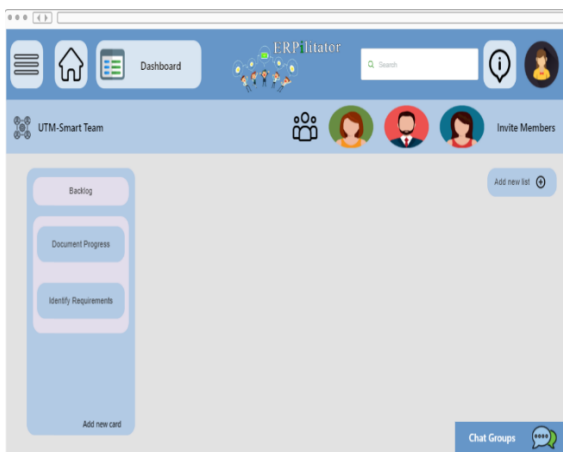 Dashboard
ERPilitator
Search
UTM-Smart Team
Invite Members
Backlog
Add new list
Document Progress
Identify Requirements
Add new card
Chat Groups